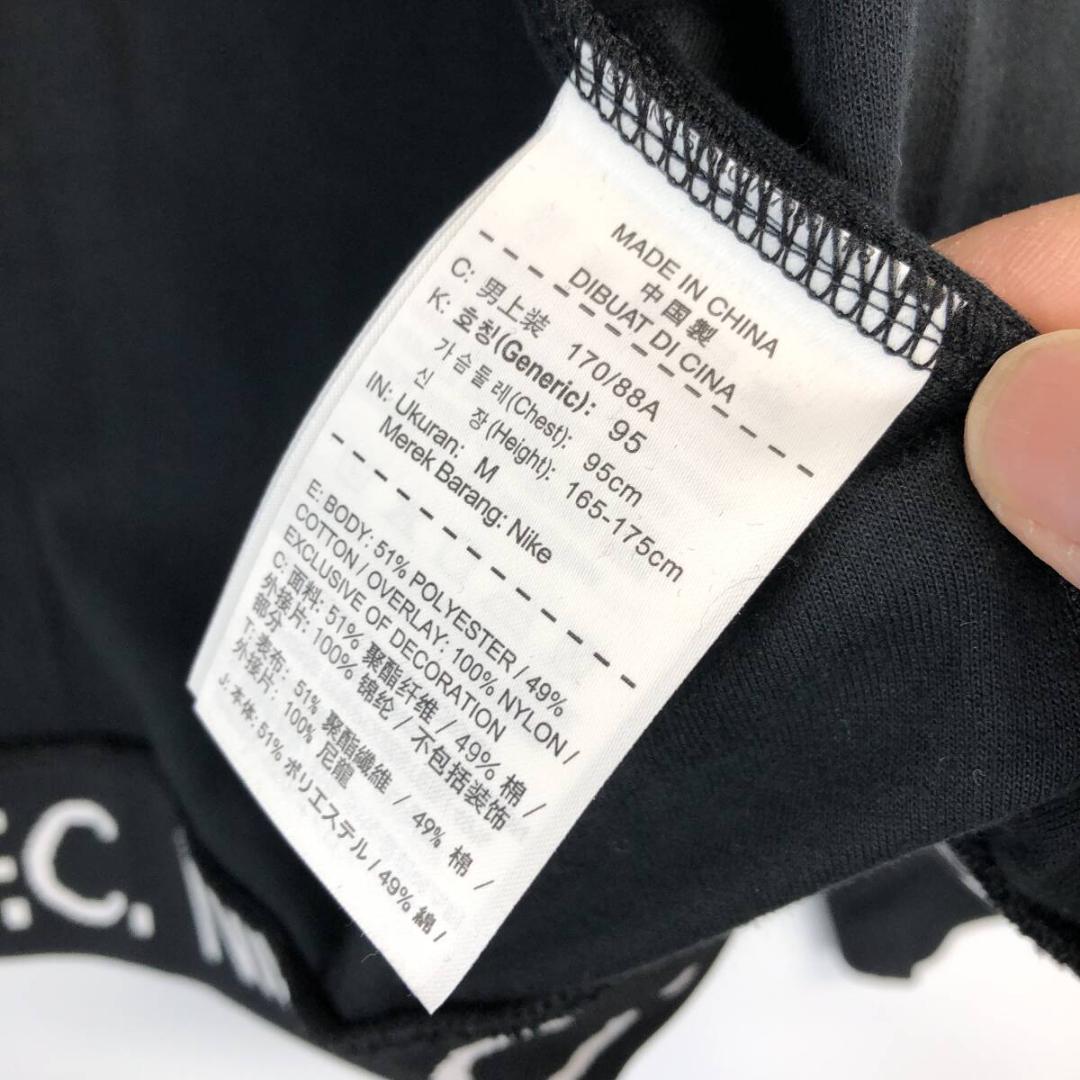 MADE IN CHINA
中国製
DIBUAT DI CINA
C: 男上装 170/88A
K: 호칭(Generic): 95
가슴둘레(Chest): 95cm
신 장(Height): 165-175cm
IN: Ukuran: M
Merek Barang: Nike
E: BODY: 51% POLYESTER / 49%
COTTON / OVERLAY: 100% NYLON /
EXCLUSIVE OF DECORATION
C: 面料: 51% 聚酯纤维 / 49% 棉 /
外接片: 100% 锦纶 / 不包括装饰
部分
T: 表布: 51% 聚酯纖維 / 49% 棉 /
外接片: 100% 尼龍
J: 本体: 51% ポリエステル / 49% 綿 /
F.C.